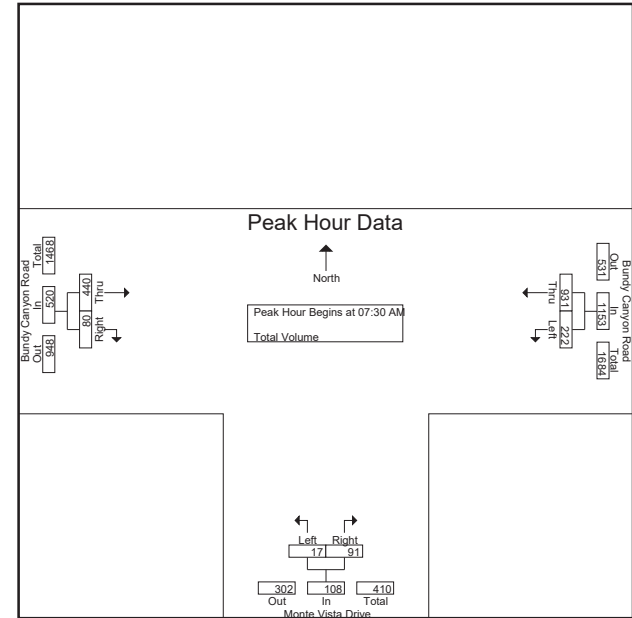 Peak Hour Data
North
Peak Hour Begins at 07:30 AM
Total Volume
Bundy Canyon Road
Total
1468
In
520
Out
948
440
Thru
80
Right
Bundy Canyon Road
Out
531
In
1153
Total
1684
Thru
931
Left
222
Left Right
17 91
302 108 410
Out In Total
Monte Vista Drive